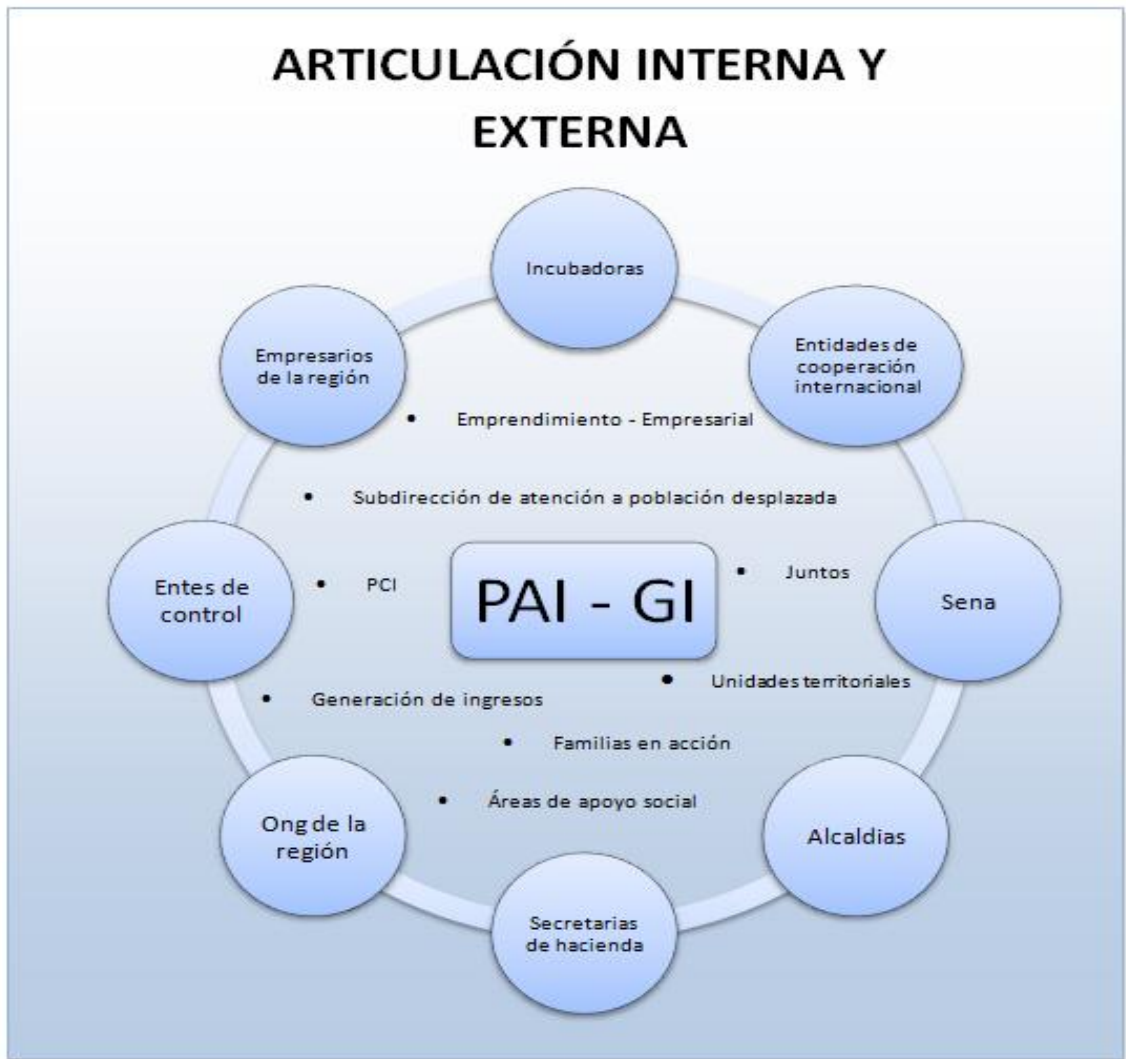 ARTICULACIÓN INTERNA Y
EXTERNA
Incubadoras
Entidades de
cooperación
internacional
Empresarios
de la región
• Emprendimiento - Empresarial
• Subdirección de atención a población desplazada
Entes de
control
• PCI
PAI - GI
• Juntos
Sena
• Unidades territoriales
• Generación de ingresos
• Familias en acción
• Áreas de apoyo social
Ong de la
región
Alcaldias
Secretarias
de hacienda